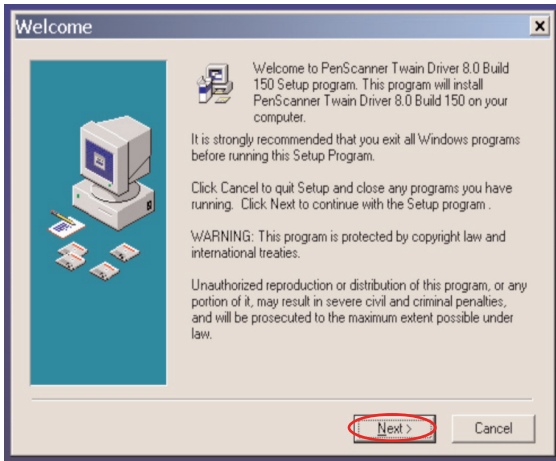 Welcome
Welcome to PenScanner Twain Driver 8.0 Build
150 Setup program. This program will install
PenScanner Twain Driver 8.0 Build 150 on your
computer.
It is strongly recommended that you exit all Windows programs
before running this Setup Program.
Click Cancel to quit Setup and close any programs you have
running. Click Next to continue with the Setup program .
WARNING: This program is protected by copyright law and
international treaties.
Unauthorized reproduction or distribution of this program, or any
portion of it, may result in severe civil and criminal penalties,
and will be prosecuted to the maximum extent possible under
law.
Next >
Cancel